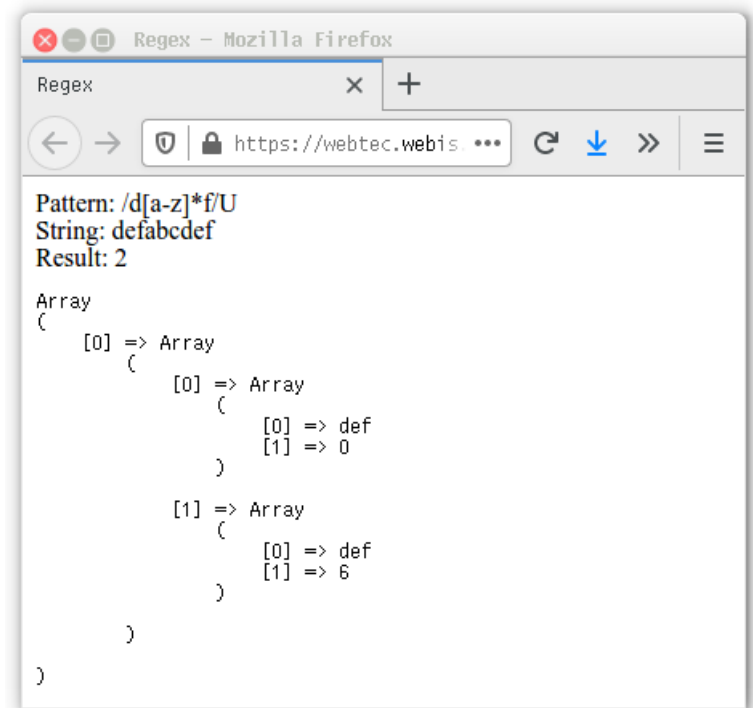 Regex – Mozilla Firefox
Regex
https://webtec.webis.
Pattern: /d[a-z]*f/U
String: defabcdef
Result: 2
Array
(
    [0] => Array
        (
            [0] => Array
                (
                    [0] => def
                    [1] => 0
                )
            [1] => Array
                (
                    [0] => def
                    [1] => 6
                )
        )
)